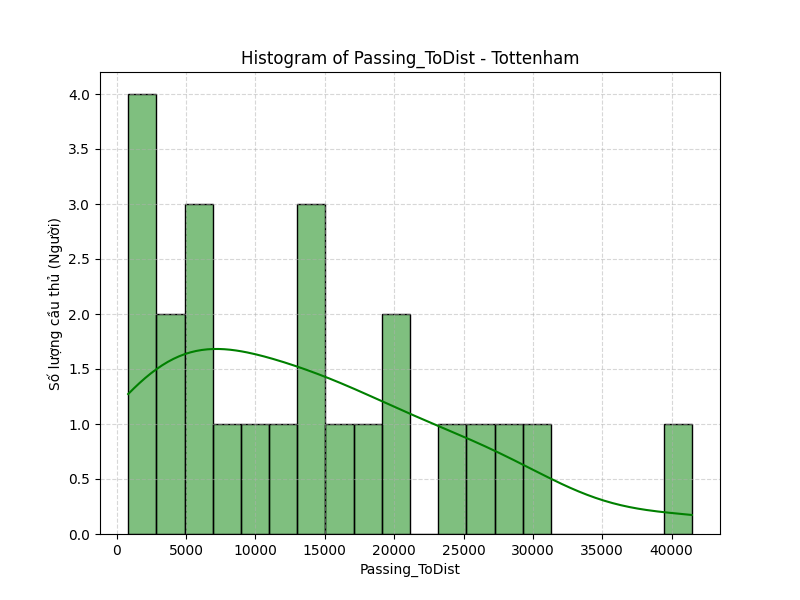 Histogram of Passing_ToDist - Tottenham
4.0
3.5
3.0
2.5
2.0
1.5
1.0
0.5
0.0
Số lượng cầu thủ (Người)
0 5000 10000 15000 20000 25000 30000 35000 40000
Passing_ToDist